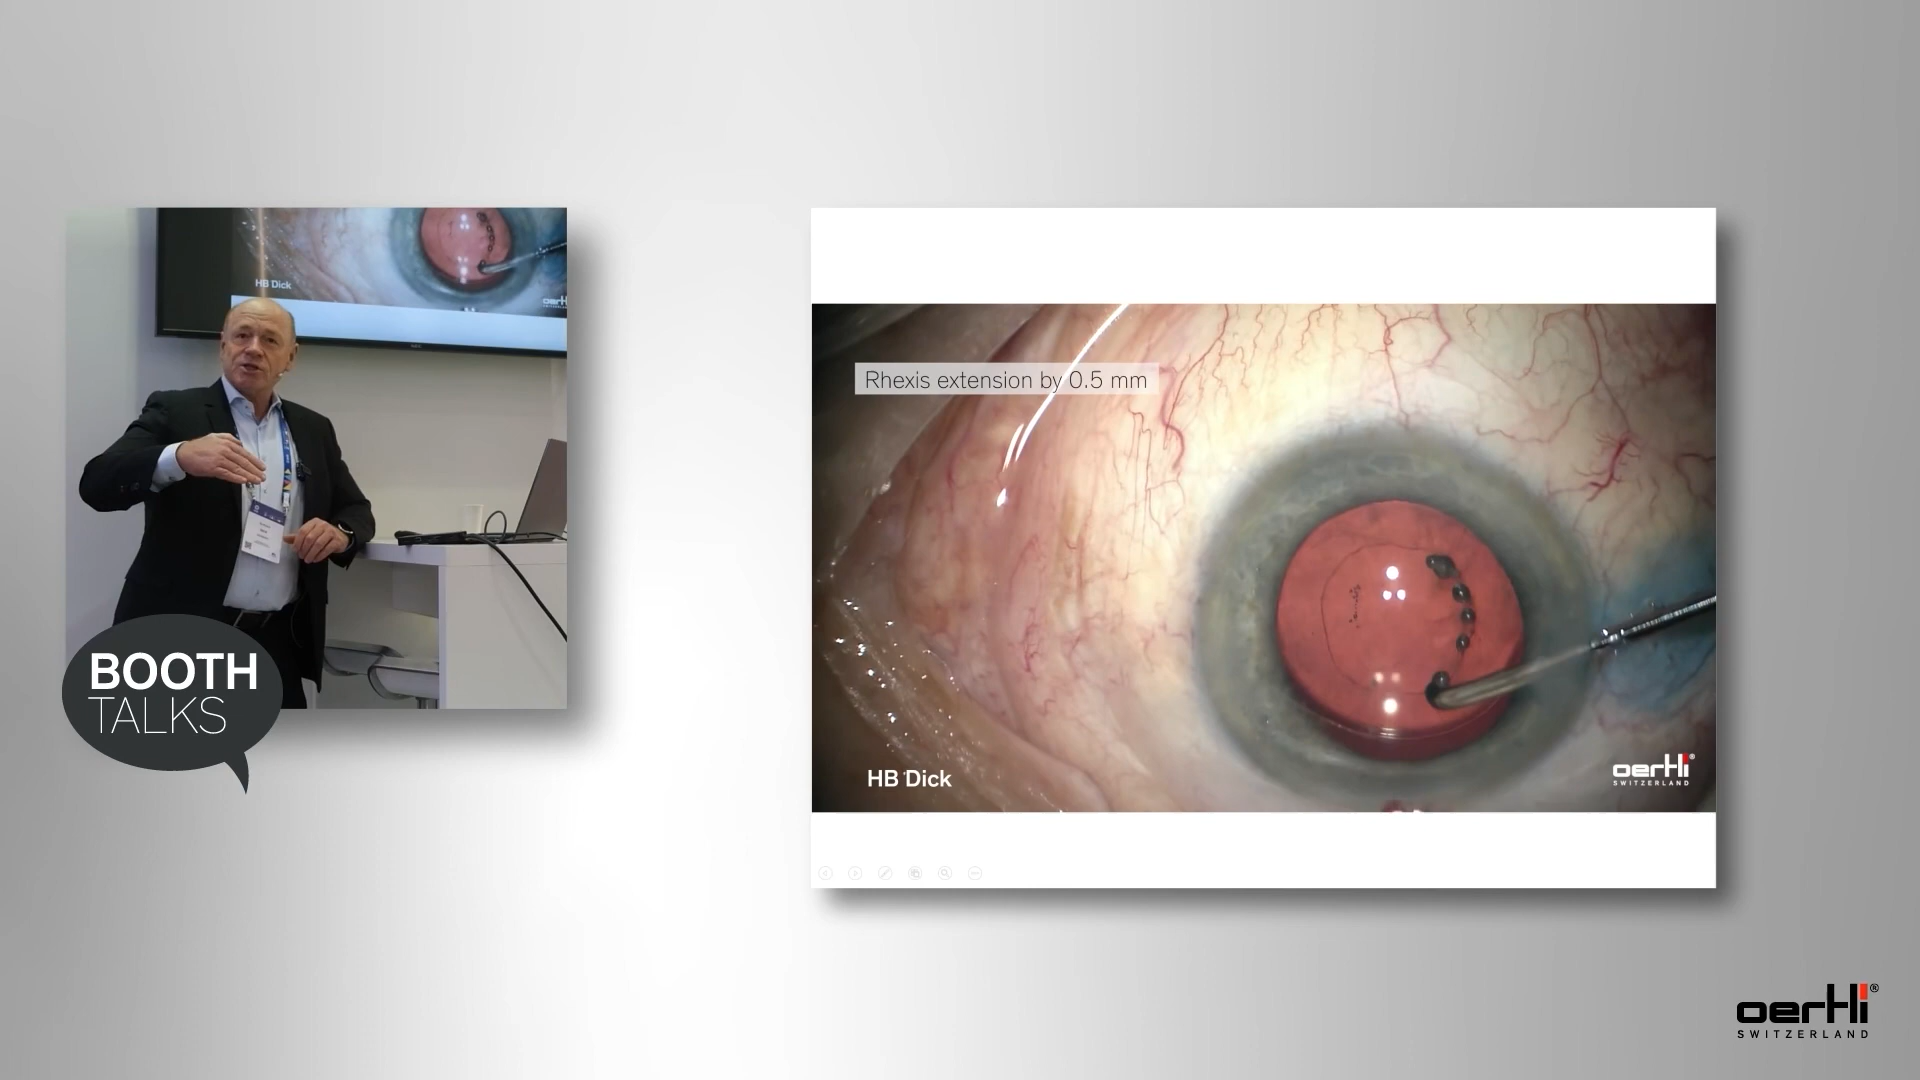 HB Dick
BOOTH
TALKS
Rhexis extension by 0.5 mm
HB Dick
oertli®
SWITZERLAND
oertli®
SWITZERLAND